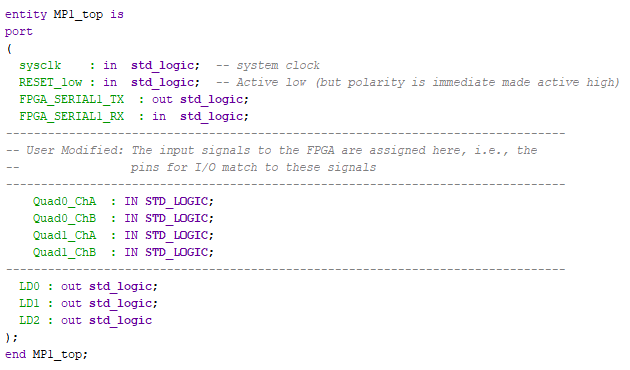 entity MP1_top is
port
(
  sysclk    : in  std_logic;  -- system clock
  RESET_low : in  std_logic;  -- Active low (but polarity is immediate made active high)
  FPGA_SERIAL1_TX  : out std_logic;
  FPGA_SERIAL1_RX  : in  std_logic;
---------------------------------------------------------------------------------
-- User Modified: The input signals to the FPGA are assigned here, i.e., the
--                pins for I/O match to these signals
---------------------------------------------------------------------------------
    Quad0_ChA  : IN STD_LOGIC;
    Quad0_ChB  : IN STD_LOGIC;
    Quad1_ChA  : IN STD_LOGIC;
    Quad1_ChB  : IN STD_LOGIC;
---------------------------------------------------------------------------------
  LD0 : out std_logic;
  LD1 : out std_logic;
  LD2 : out std_logic
);
end MP1_top;